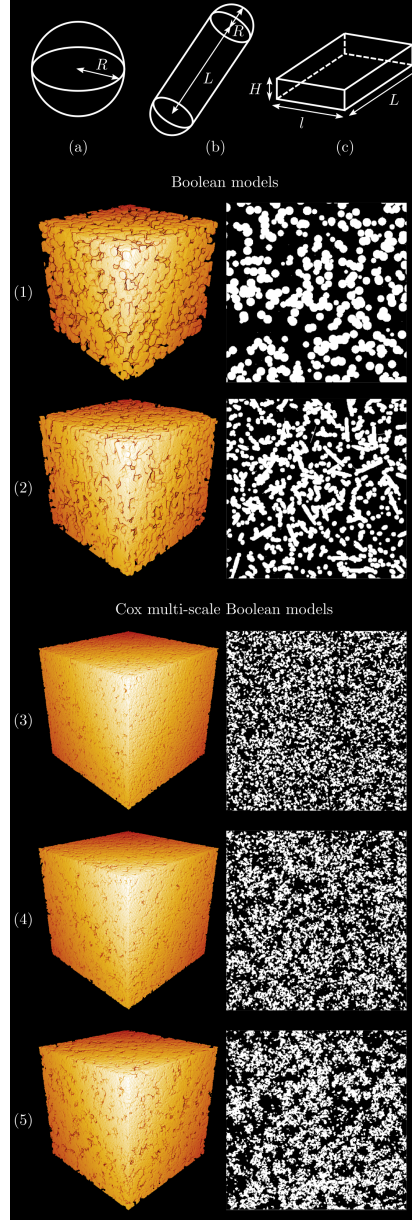 R
R
L
H
l
L
(a)
(b)
(c)
Boolean models
(1)
(2)
Cox multi-scale Boolean models
(3)
(4)
(5)